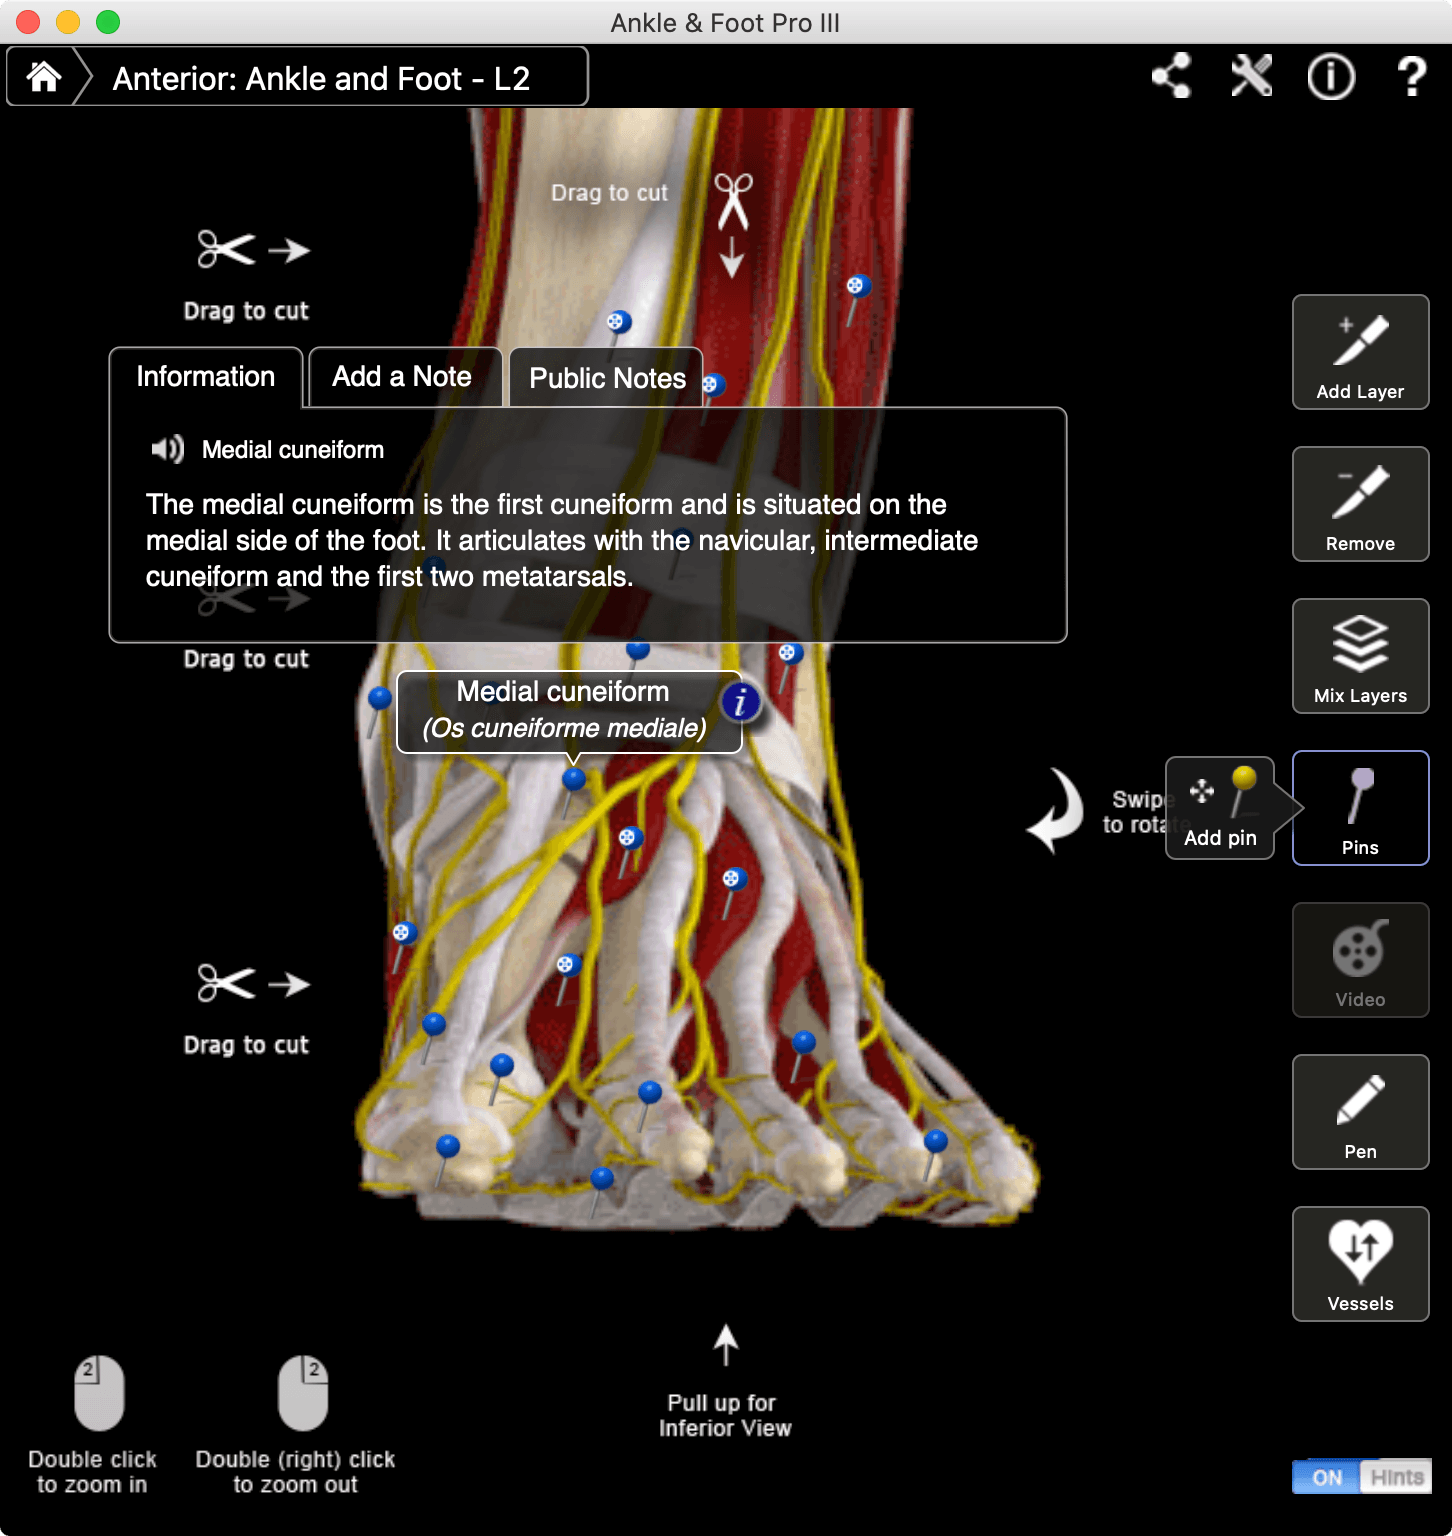 Ankle & Foot Pro III
Anterior: Ankle and Foot - L2
Drag to cut
Drag to cut
Information
Add a Note
Public Notes
Medial cuneiform
The medial cuneiform is the first cuneiform and is situated on the
medial side of the foot. It articulates with the navicular, intermediate
cuneiform and the first two metatarsals.
Drag to cut
Medial cuneiform
(Os cuneiforme mediale)
i
Swipe
to rotate
Add pin
Drag to cut
Add Layer
Remove
Mix Layers
Pins
Video
Pen
Vessels
2
Double click
to zoom in
2
Double (right) click
to zoom out
Pull up for
Inferior View
ON
Hints